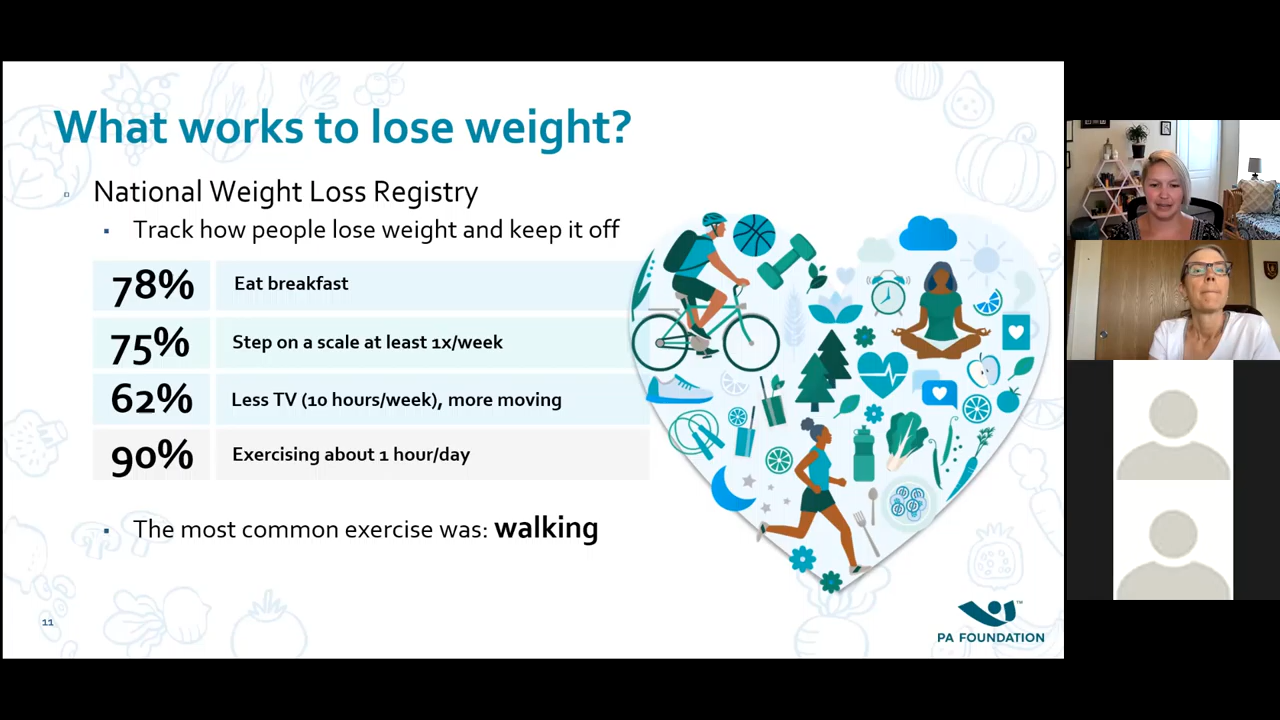 What works to lose weight?
National Weight Loss Registry
Track how people lose weight and keep it off
78% Eat breakfast
75% Step on a scale at least 1x/week
62% Less TV (10 hours/week), more moving
90% Exercising about 1 hour/day
The most common exercise was: walking
11
PA FOUNDATION™